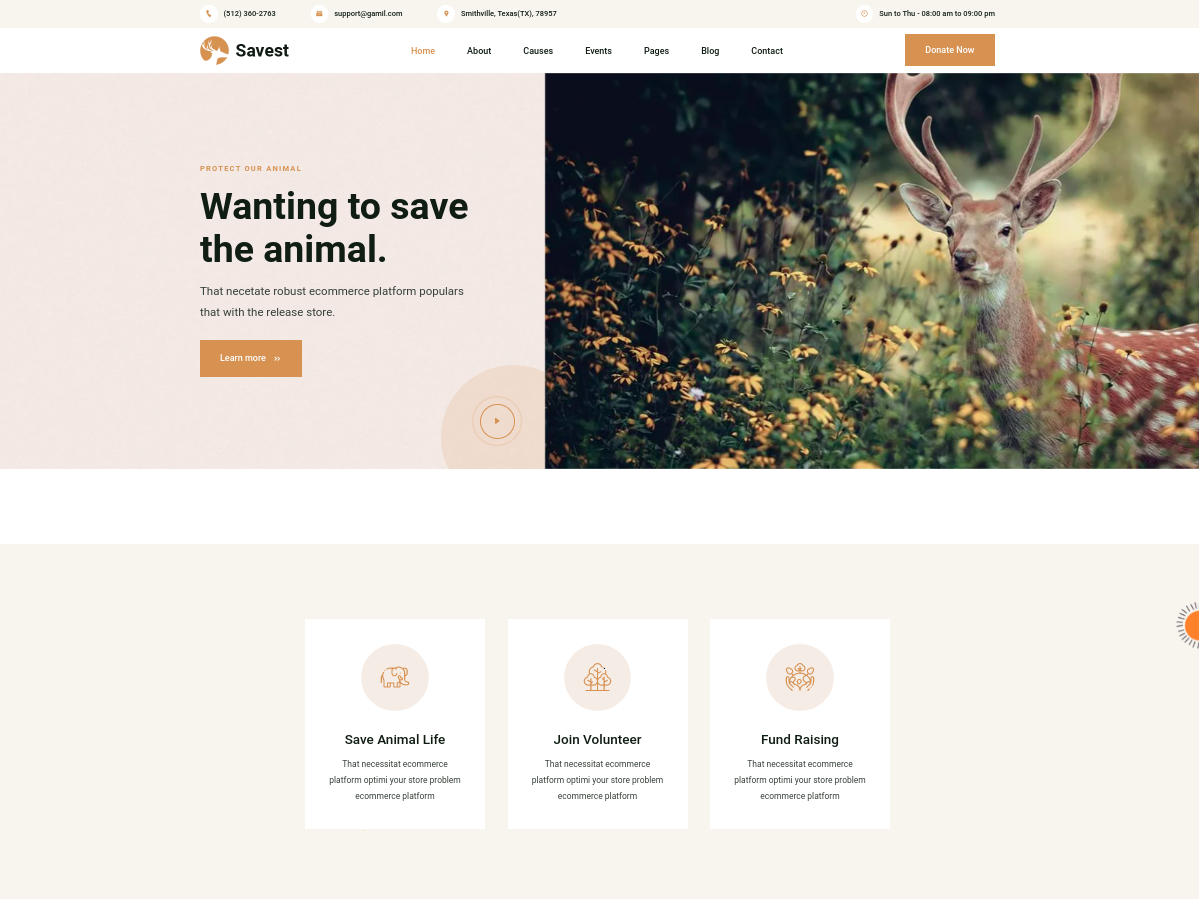 (512) 360-2763
support@gamil.com
Smithville, Texas(TX), 78957
Sun to Thu - 08:00 am to 09:00 pm
Savest
Home
About
Causes
Events
Pages
Blog
Contact
Donate Now
PROTECT OUR ANIMAL
Wanting to save
the animal.
That necetate robust ecommerce platform populars
that with the release store.
Learn more »
Save Animal Life
That necessitat ecommerce
platform optimi your store problem
ecommerce platform
Join Volunteer
That necessitat ecommerce
platform optimi your store problem
ecommerce platform
Fund Raising
That necessitat ecommerce
platform optimi your store problem
ecommerce platform